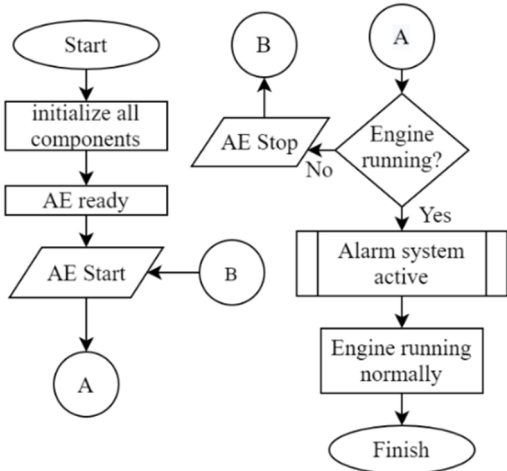 Start
initialize all
components
AE ready
AE Start
B
A
B
AE Stop
A
Engine
running?
No
Yes
Alarm system
active
Engine running
normally
Finish